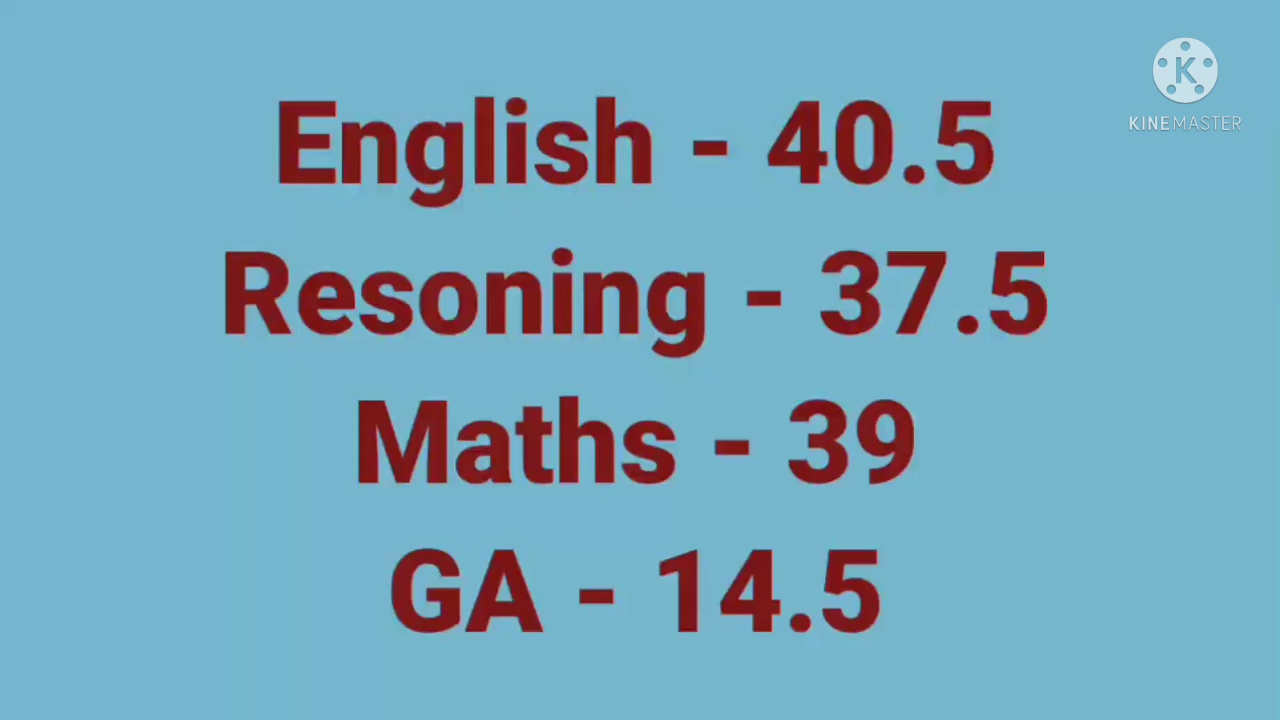 K
KINEMASTER
English - 40.5
Resoning - 37.5
Maths - 39
GA - 14.5